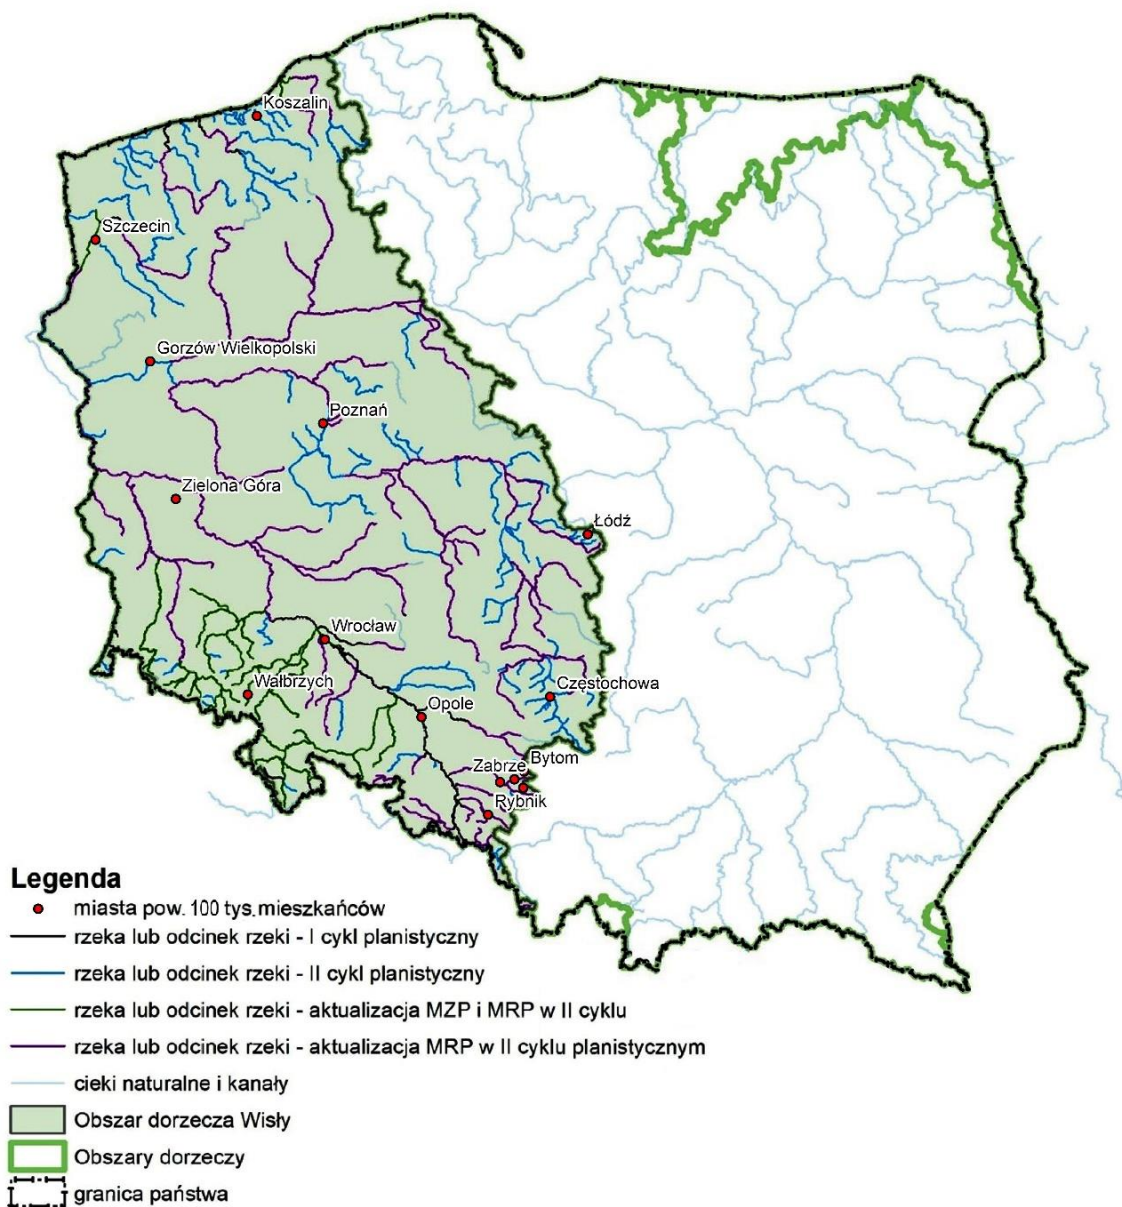 Koszalin
Szczecin
Gorzów Wielkopolski
Poznań
Zielona Góra
Łódź
Wrocław
Wałbrzych
Częstochowa
Opole
Bytom
Zabrze
Rybnik
Legenda
miasta pow. 100 tys. mieszkańców
rzeka lub odcinek rzeki - I cykl planistyczny
rzeka lub odcinek rzeki - II cykl planistyczny
rzeka lub odcinek rzeki - aktualizacja MZP i MRP w II cyklu
rzeka lub odcinek rzeki - aktualizacja MRP w II cyklu planistycznym
cieki naturalne i kanały
Obszar dorzecza Wisły
Obszary dorzeczy
granica państwa